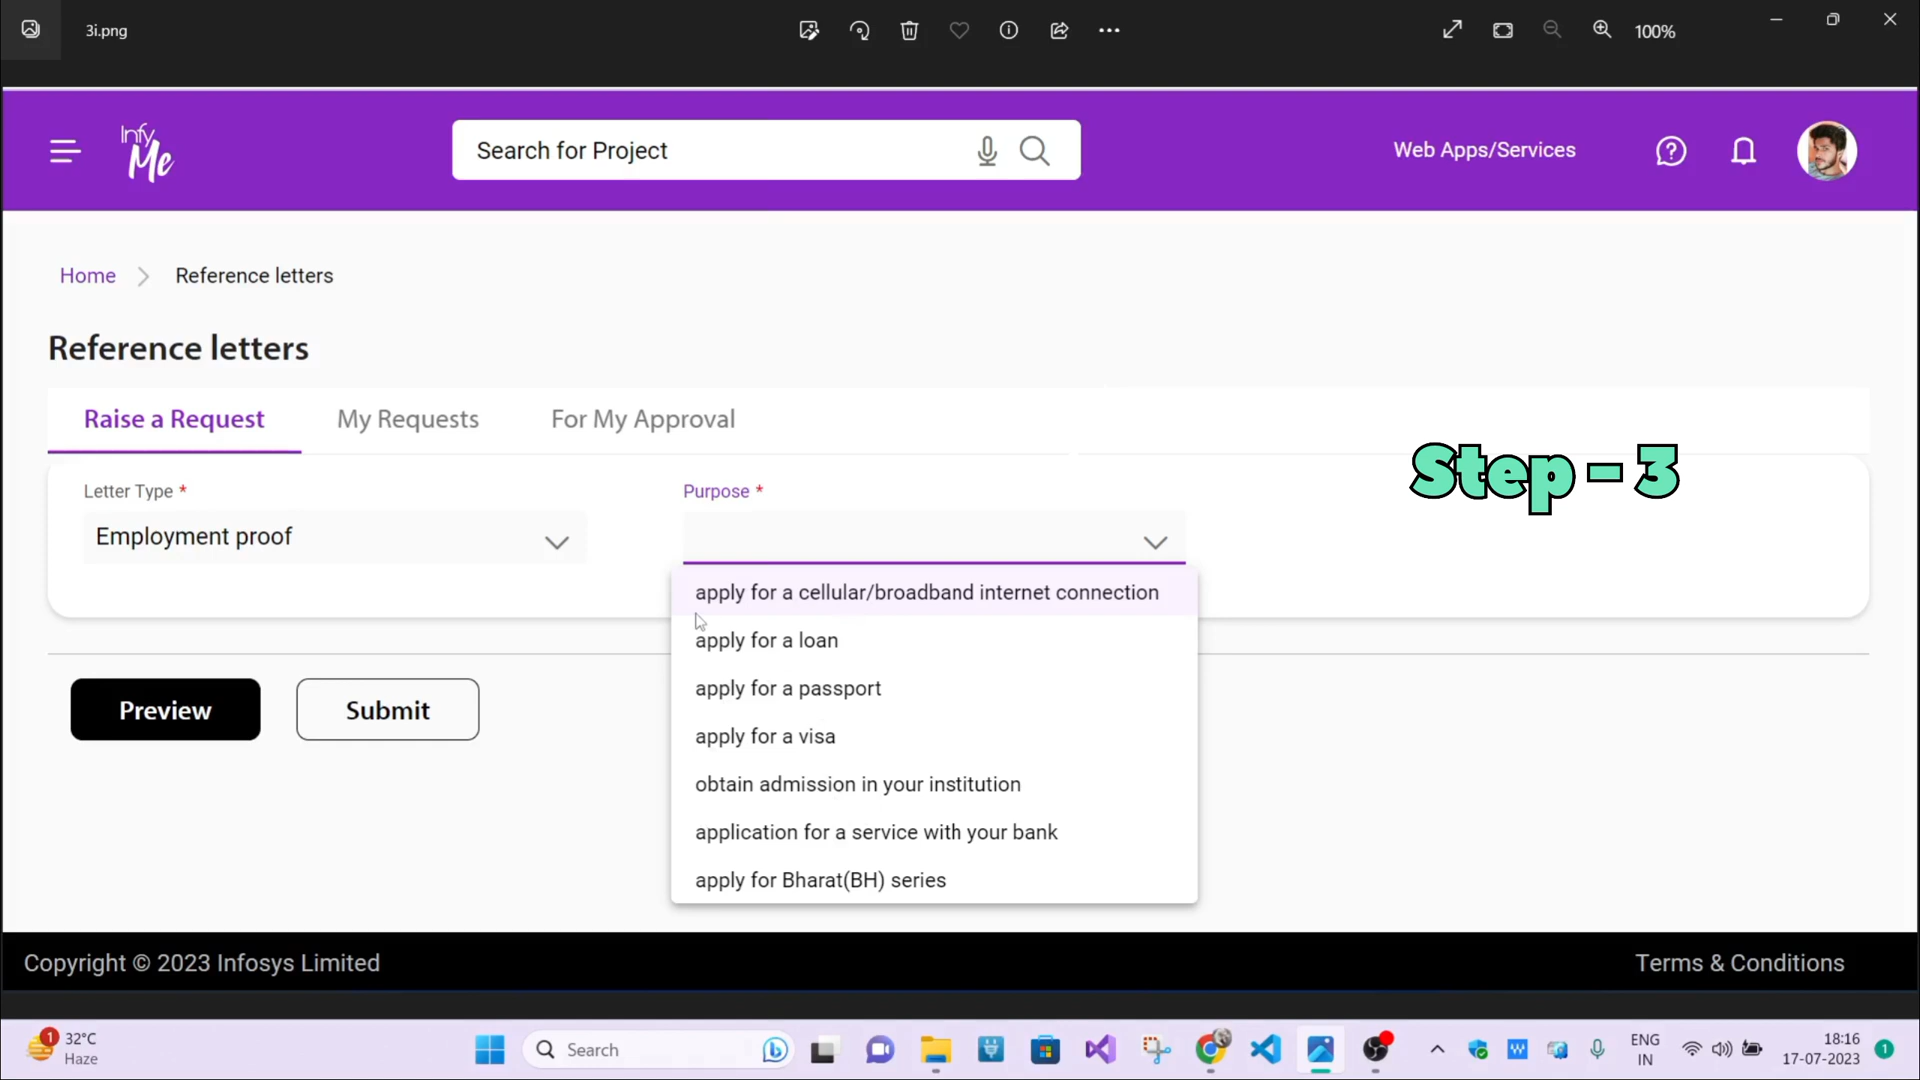 3i.png
100%
Infy
Me
Search for Project
Web Apps/Services
Home
Reference letters
Reference letters
Raise a Request
My Requests
For My Approval
Step - 3
Letter Type *
Purpose *
Employment proof
apply for a cellular/broadband internet connection
apply for a loan
apply for a passport
apply for a visa
obtain admission in your institution
application for a service with your bank
apply for Bharat(BH) series
Preview
Submit
Copyright © 2023 Infosys Limited
Terms & Conditions
1
32°C
Haze
Search
ENG
IN
18:16
17-07-2023
1